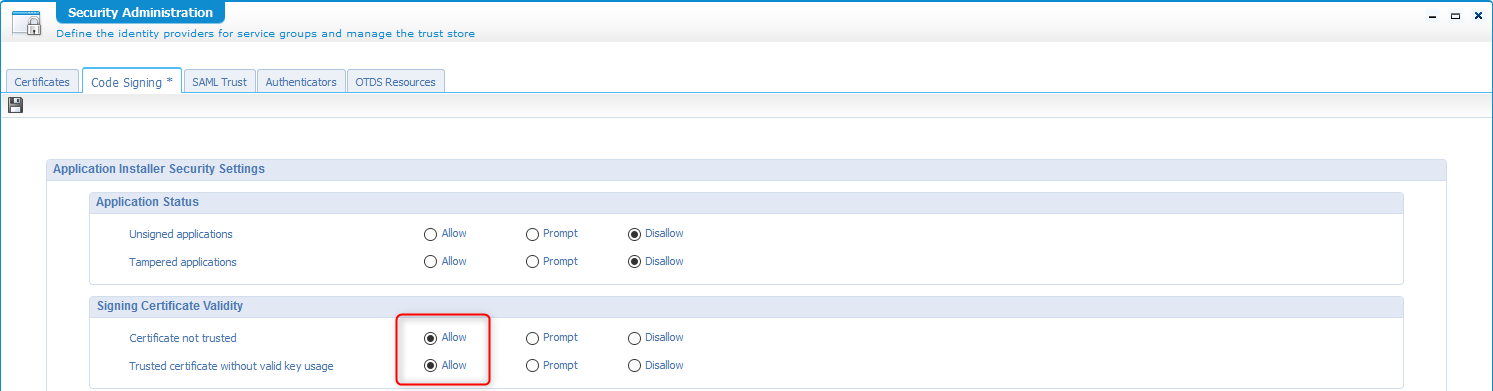 Security Administration
Define the identity providers for service groups and manage the trust store
Certificates Code Signing * SAML Trust Authenticators OTDS Resources
Application Installer Security Settings
Application Status
Unsigned applications Allow Prompt Disallow
Tampered applications Allow Prompt Disallow
Signing Certificate Validity
Certificate not trusted Allow Prompt Disallow
Trusted certificate without valid key usage Allow Prompt Disallow